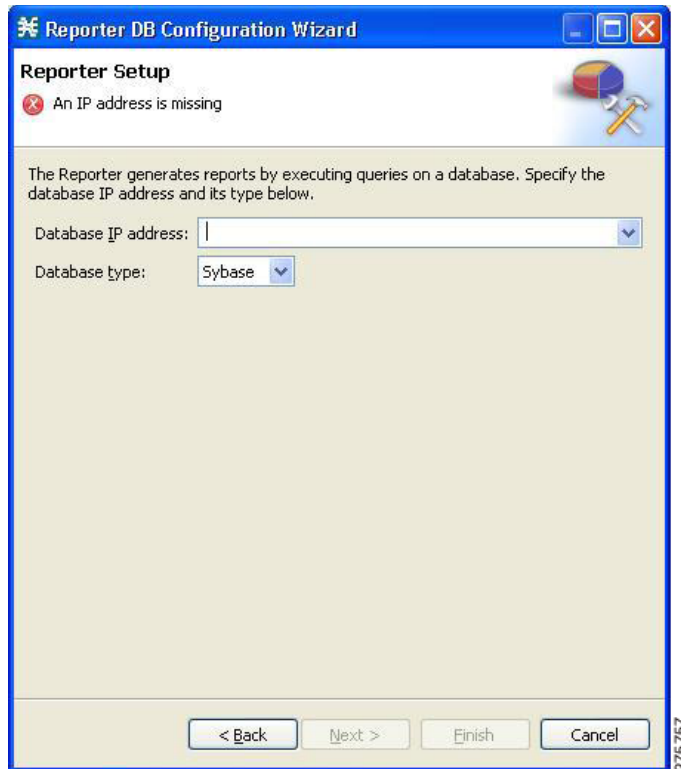 Reporter DB Configuration Wizard
Reporter Setup
An IP address is missing
The Reporter generates reports by executing queries on a database. Specify the
database IP address and its type below.
Database IP address:
Database type: Sybase
< Back Next > Finish Cancel